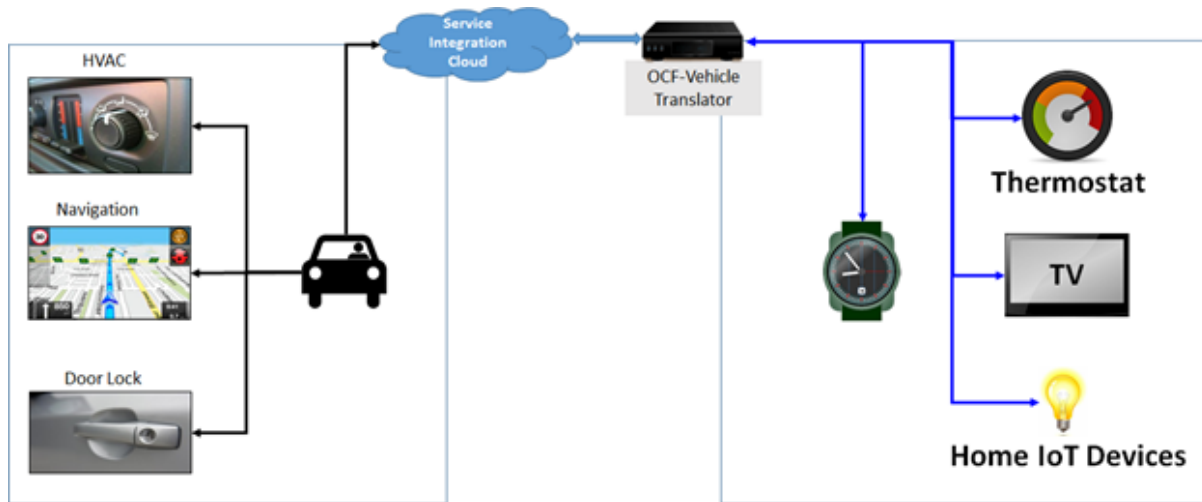 Service
Integration
Cloud
HVAC
OCF-Vehicle
Translator
Thermostat
Navigation
TV
Door Lock
Home IoT Devices